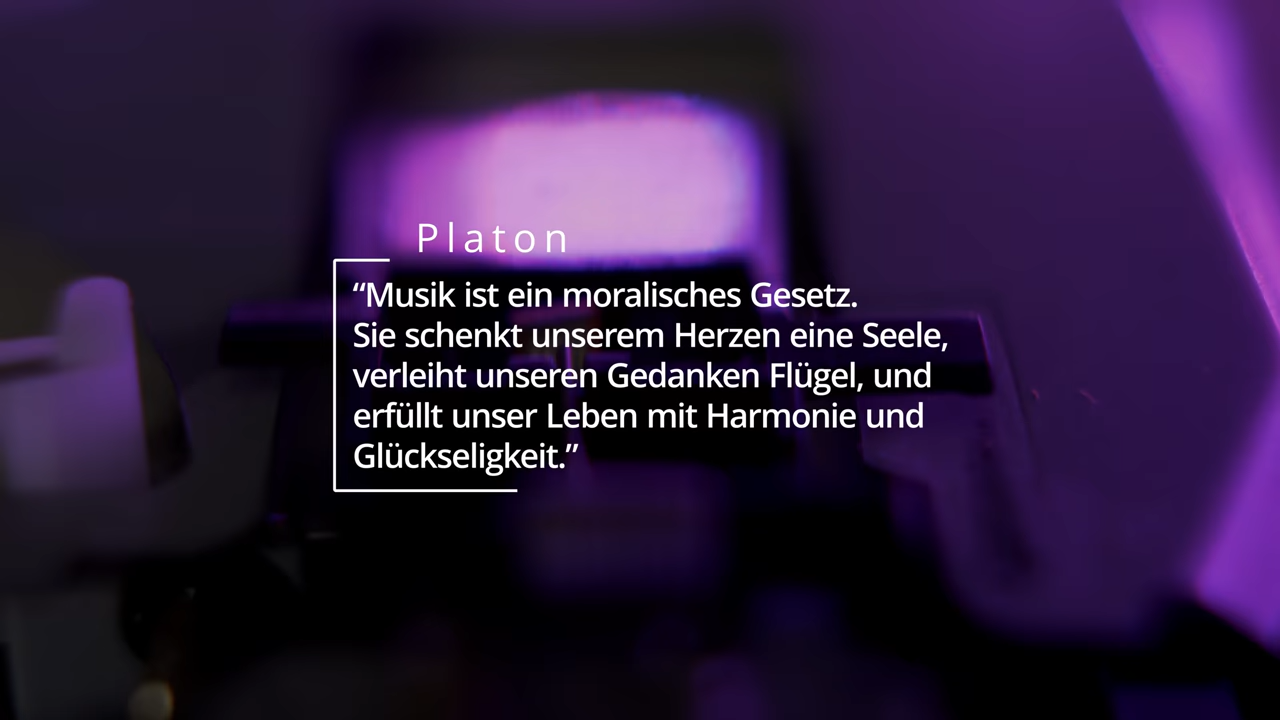 Platon
“Musik ist ein moralisches Gesetz.
Sie schenkt unserem Herzen eine Seele,
verleiht unseren Gedanken Flügel, und
erfüllt unser Leben mit Harmonie und
Glückseligkeit.”